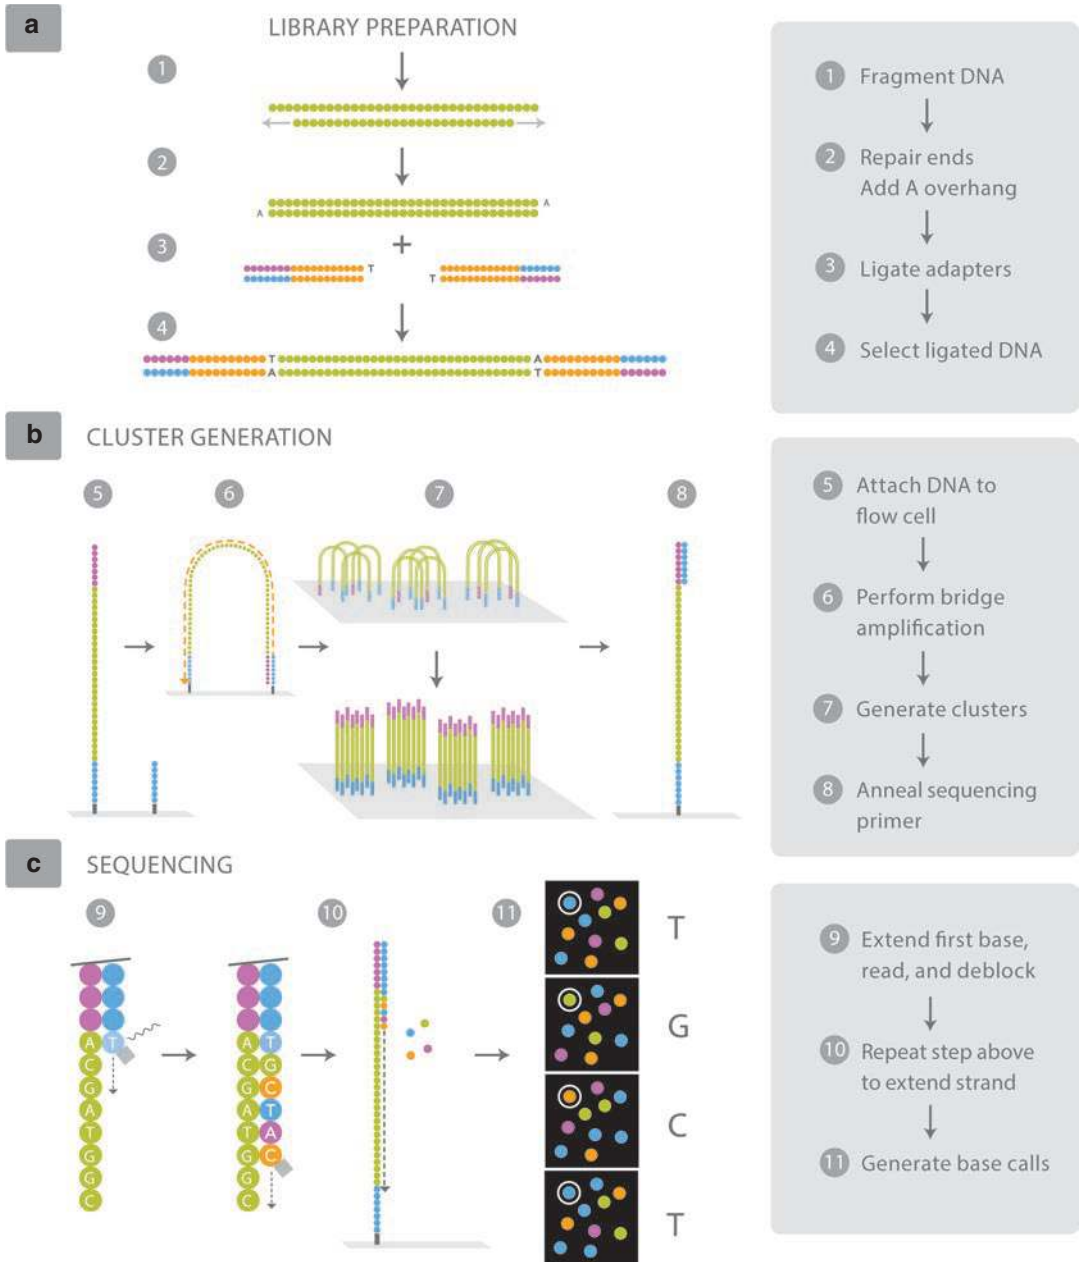 a
LIBRARY PREPARATION
1
2
A
A
3
+
T
T
4
T
A
A
T
1 Fragment DNA
2 Repair ends
Add A overhang
3 Ligate adapters
4 Select ligated DNA
b
CLUSTER GENERATION
5
6
7
8
5 Attach DNA to
flow cell
6 Perform bridge
amplification
7 Generate clusters
8 Anneal sequencing
primer
c
SEQUENCING
9
A T
C
G
A
T
G
G
C
A T
C G
G C
A T
T A
G C
G
C
10
11
T
G
C
T
9 Extend first base,
read, and deblock
10 Repeat step above
to extend strand
11 Generate base calls